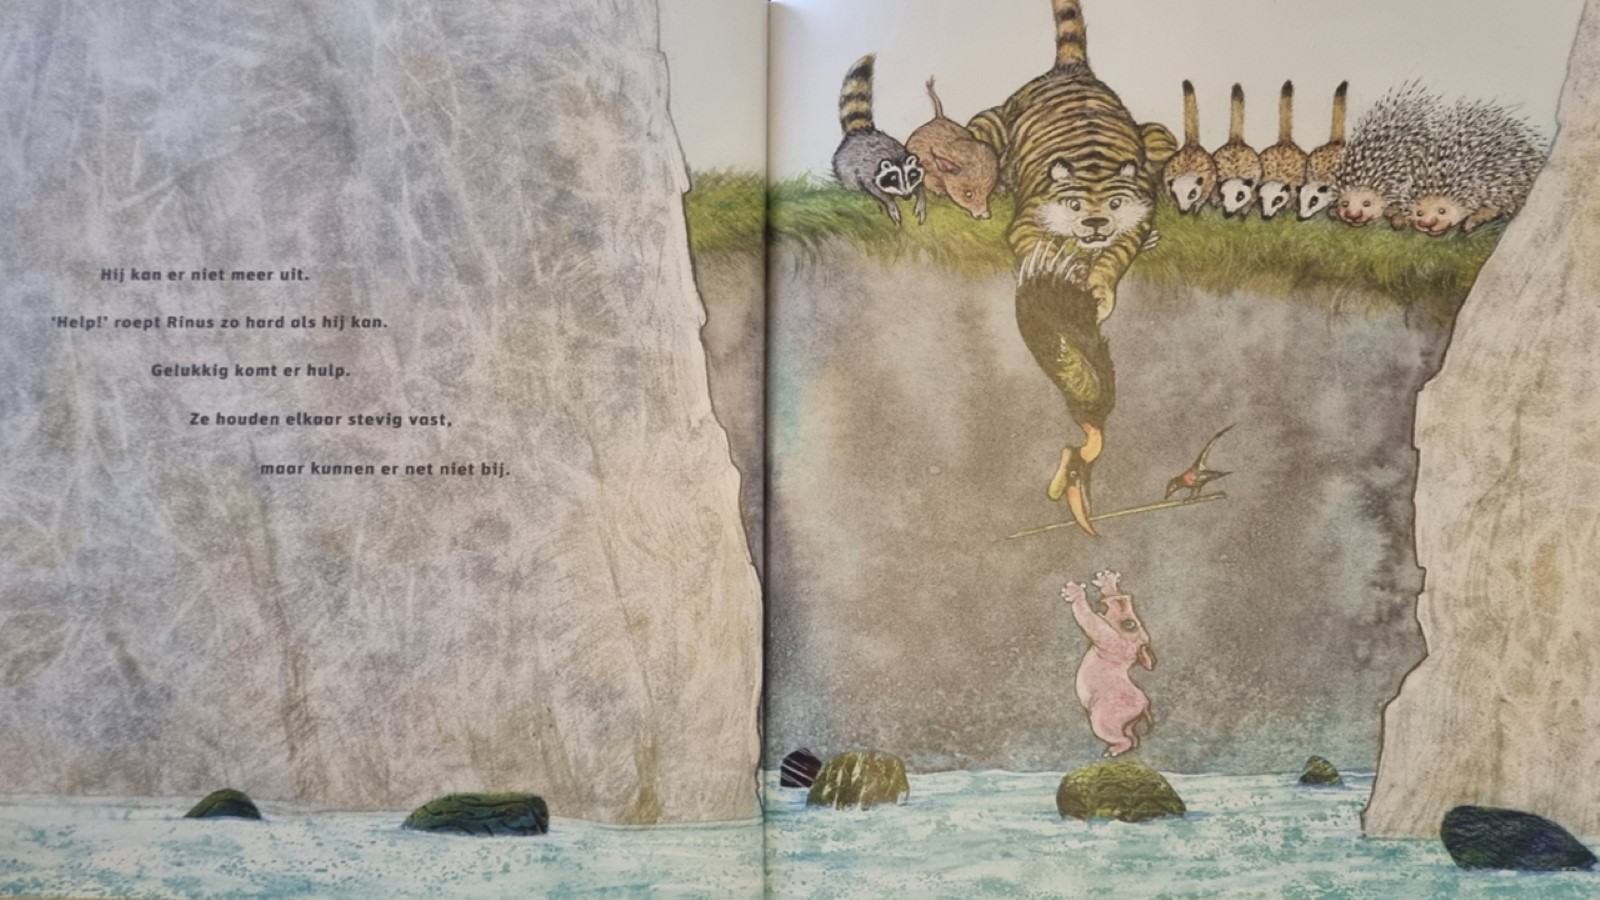 Hij kan er niet meer uit.
'Help!' roept Rinus zo hard als hij kan.
Gelukkig komt er hulp.
Ze houden elkaar stevig vast,
maar kunnen er net niet bij.